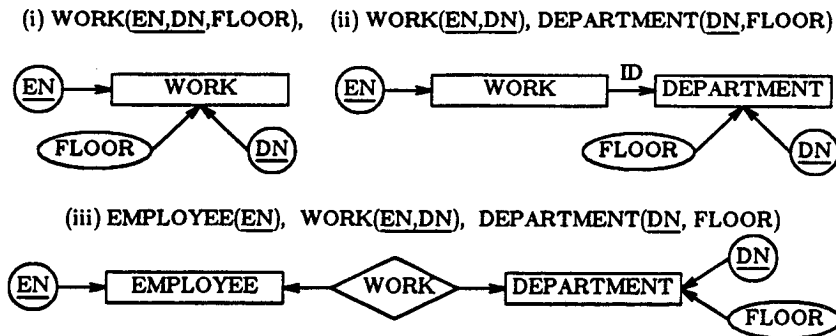 (i) WORK(EN,DN,FLOOR), (ii) WORK(EN,DN), DEPARTMENT(DN,FLOOR)
EN WORK EN WORK ID DEPARTMENT
FLOOR DN FLOOR DN
(iii) EMPLOYEE(EN), WORK(EN,DN), DEPARTMENT(DN, FLOOR)
DN
EN EMPLOYEE WORK DEPARTMENT
FLOOR